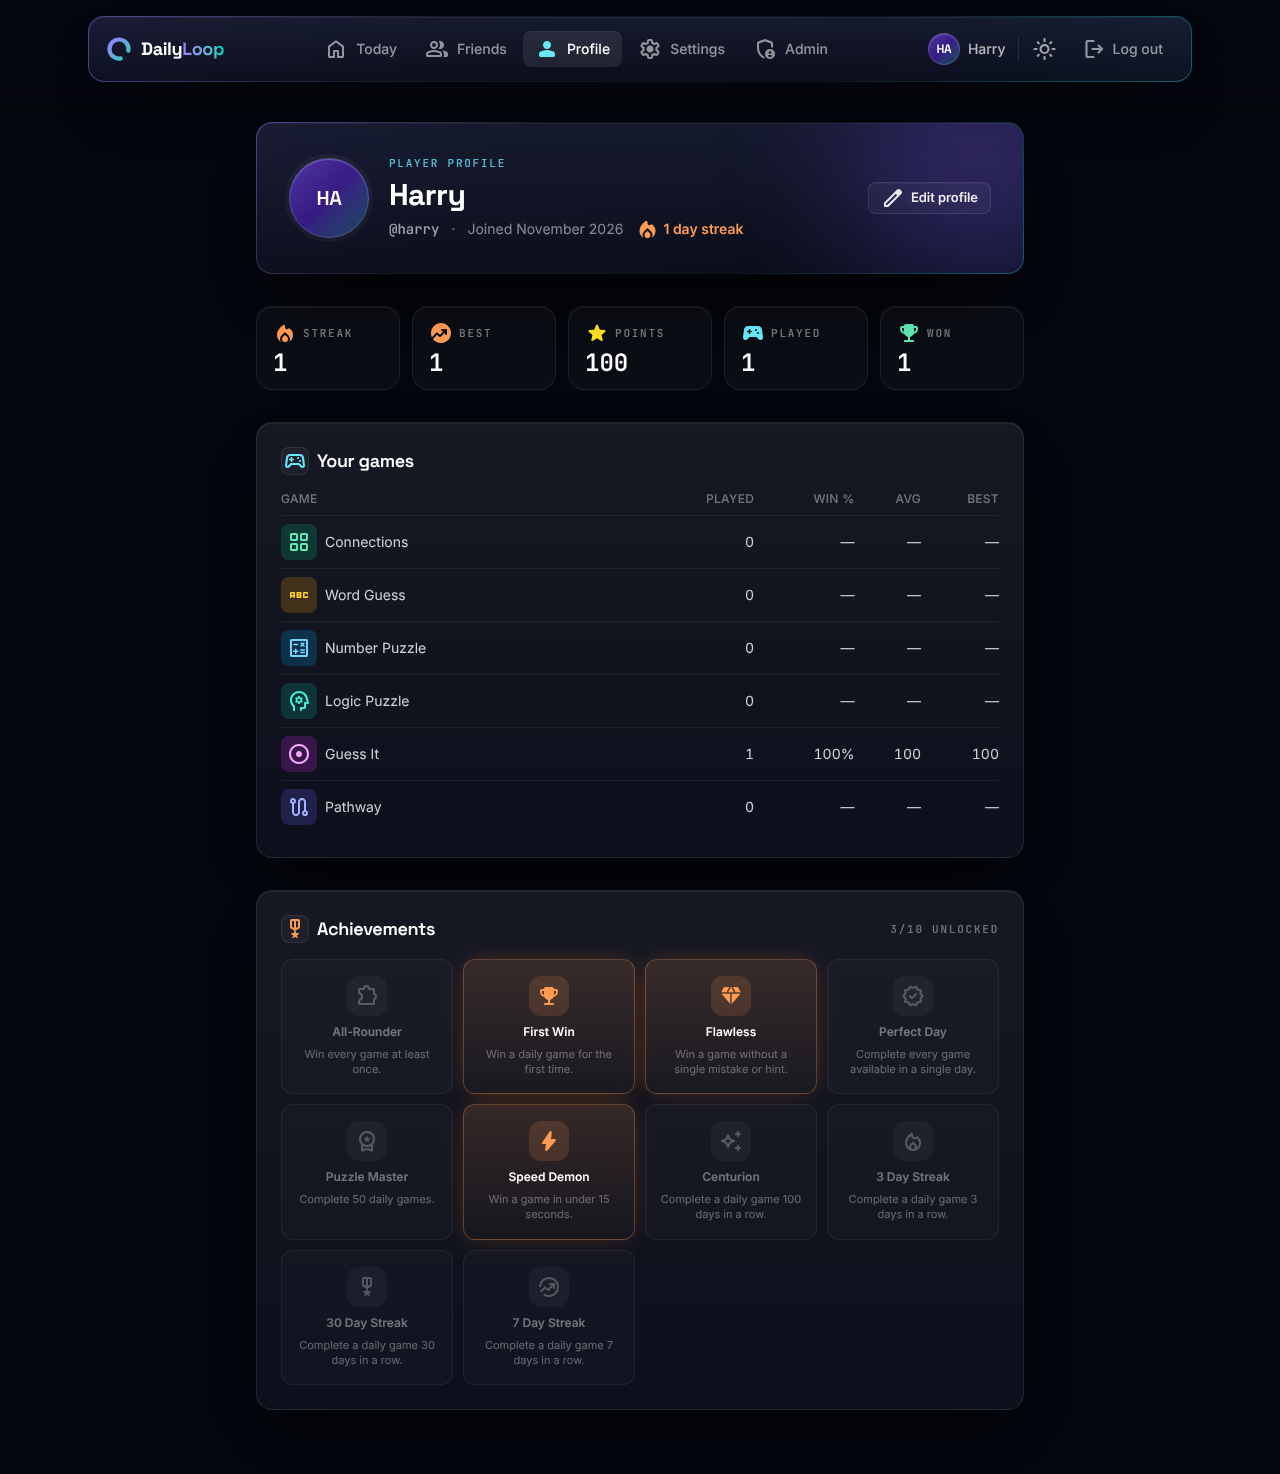 DailyLoop
Today
Friends
Profile
Settings
Admin
HA
Harry
Log out
HA
PLAYER PROFILE
Harry
@harry · Joined November 2026
1 day streak
Edit profile
STREAK
1
BEST
1
POINTS
100
PLAYED
1
WON
1
Your games
GAME PLAYED WIN % AVG BEST
Connections 0 — — —
ABC Word Guess 0 — — —
Number Puzzle 0 — — —
Logic Puzzle 0 — — —
Guess It 1 100% 100 100
Pathway 0 — — —
Achievements
3/10 UNLOCKED
All-Rounder
Win every game at least
once.
First Win
Win a daily game for the
first time.
Flawless
Win a game without a
single mistake or hint.
Perfect Day
Complete every game
available in a single day.
Puzzle Master
Complete 50 daily games.
Speed Demon
Win a game in under 15
seconds.
Centurion
Complete a daily game 100
days in a row.
3 Day Streak
Complete a daily game 3
days in a row.
30 Day Streak
Complete a daily game 30
days in a row.
7 Day Streak
Complete a daily game 7
days in a row.